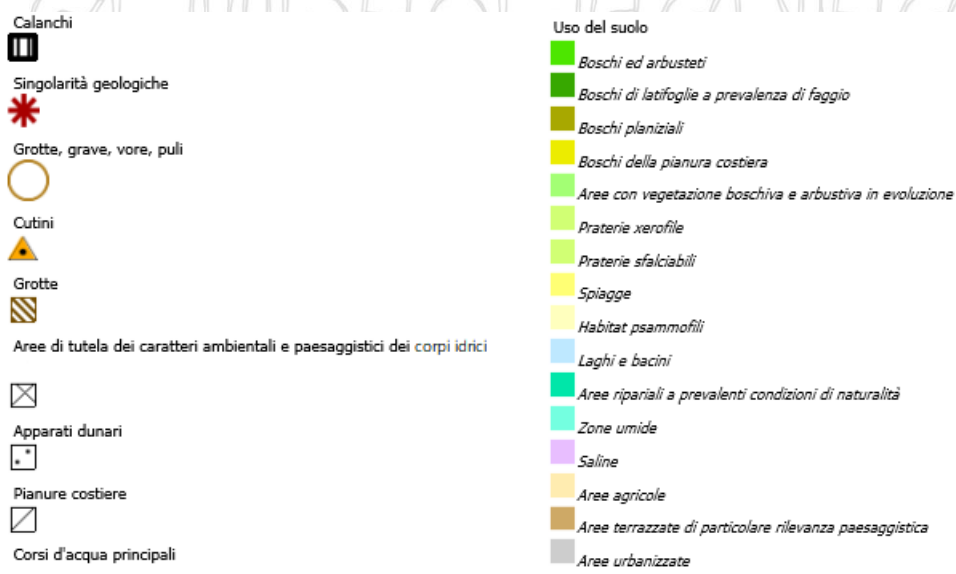 Calanchi
Singolarità geologiche
Grotte, grave, vore, puli
Cutini
Grotte
Aree di tutela dei caratteri ambientali e paesaggistici dei corpi idrici
Apparati dunari
Pianure costiere
Corsi d'acqua principali
Uso del suolo
Boschi ed arbusteti
Boschi di latifoglie a prevalenza di faggio
Boschi planiziali
Boschi della pianura costiera
Aree con vegetazione boschiva e arbustiva in evoluzione
Praterie xerofile
Praterie sfalciabili
Spiagge
Habitat psammofili
Laghi e bacini
Aree ripariali a prevalenti condizioni di naturalità
Zone umide
Saline
Aree agricole
Aree terrazzate di particolare rilevanza paesaggistica
Aree urbanizzate